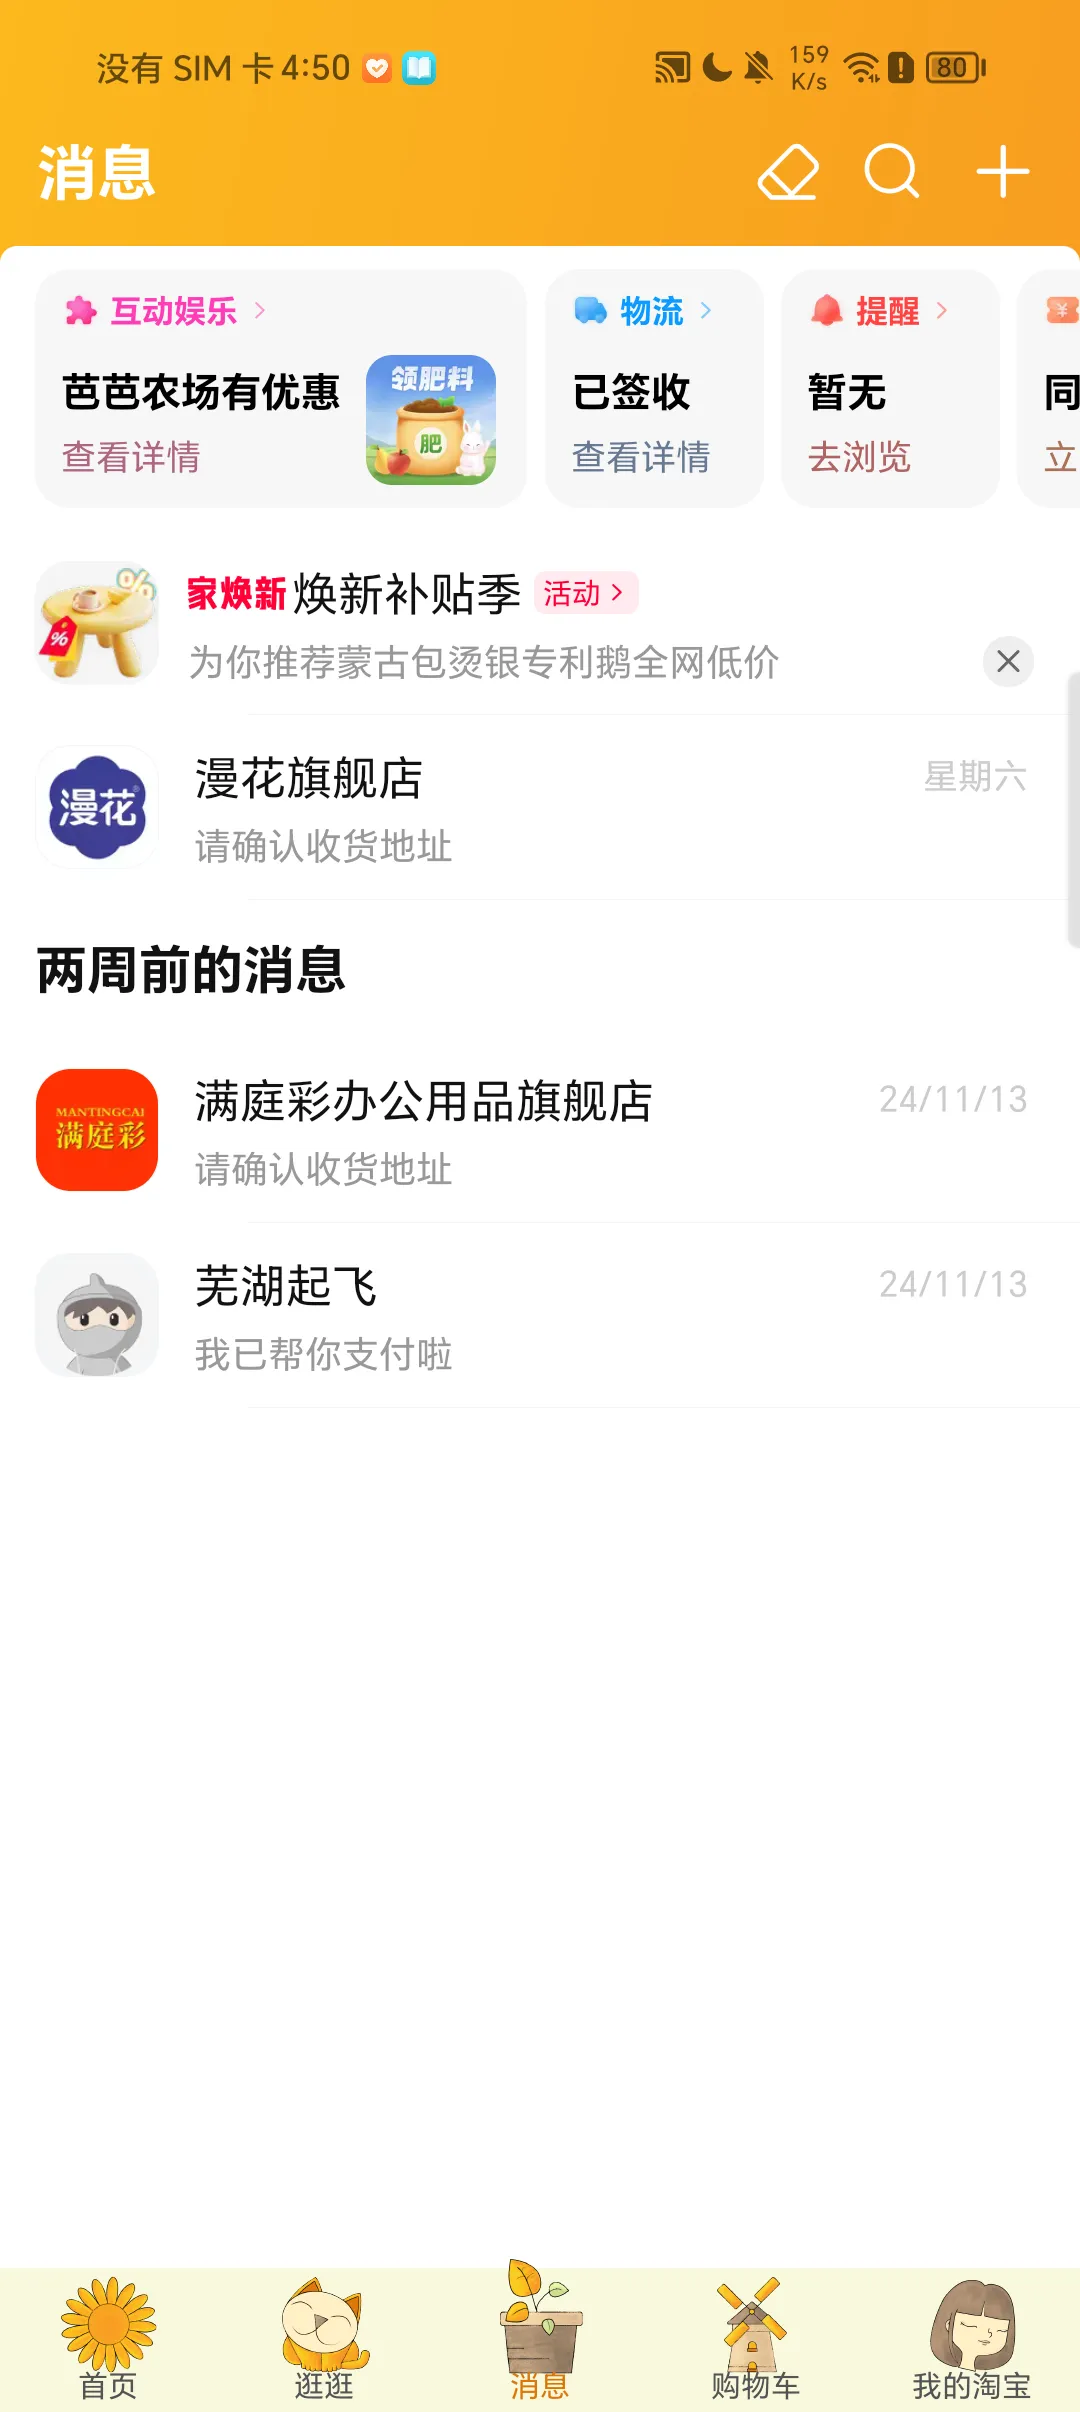 没有 SIM 卡 4:50
159
K/s
80
消息
互动娱乐
芭芭农场有优惠
查看详情
领肥料
肥
物流
已签收
查看详情
提醒
暂无
去浏览
同
立
家焕新 焕新补贴季 活动
为你推荐蒙古包烫银专利鹅全网低价
漫花
漫花旗舰店
星期六
请确认收货地址
两周前的消息
MANTINGCAI
满庭彩
满庭彩办公用品旗舰店
24/11/13
请确认收货地址
芜湖起飞
24/11/13
我已帮你支付啦
首页
逛逛
消息
购物车
我的淘宝